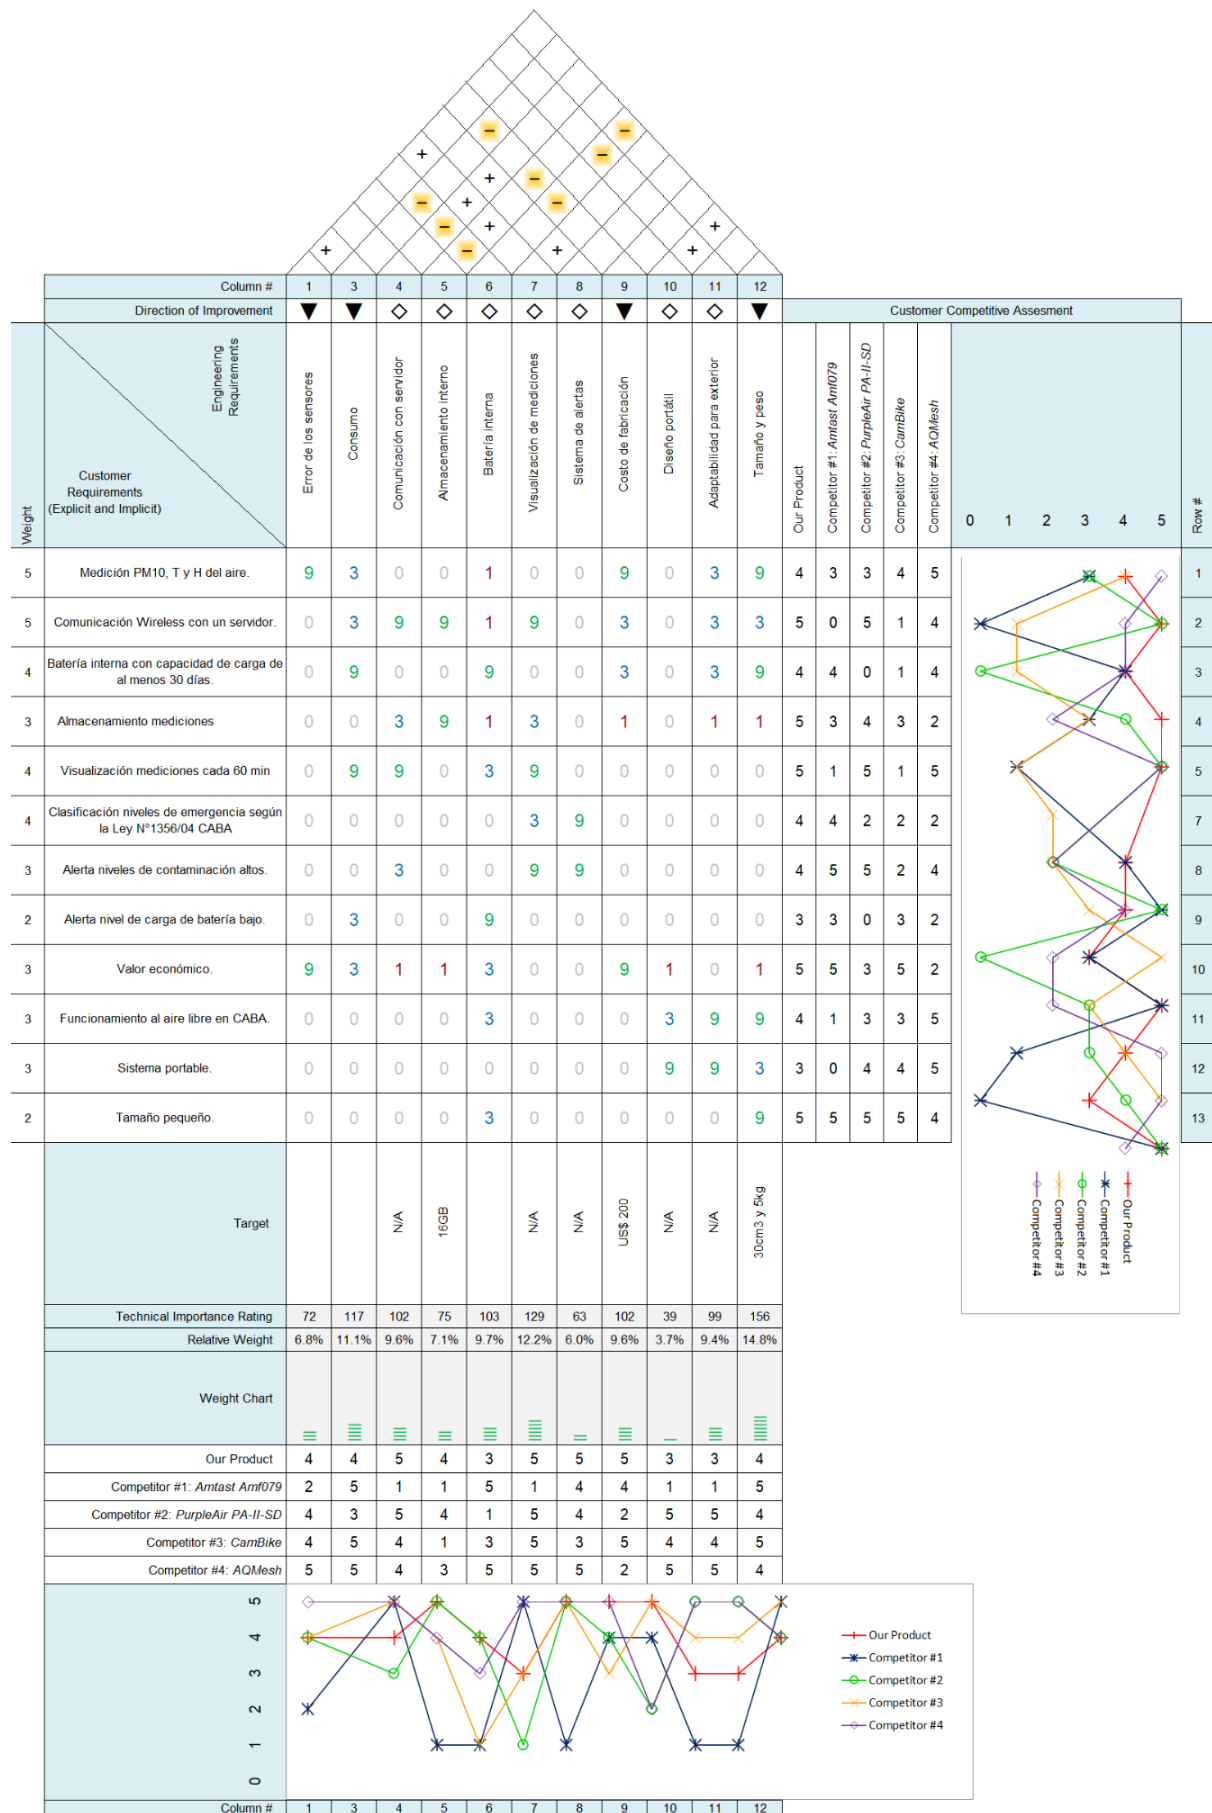 + − − + − + − − + − + − + + − + +
Column # 1 3 4 5 6 7 8 9 10 11 12
Direction of Improvement ▼ ▼ ◇ ◇ ◇ ◇ ◇ ▼ ◇ ◇ ▼
Customer Competitive Assesment
Weight
Engineering
Requirements
Customer
Requirements
(Explicit and Implicit)
Error de los sensores
Consumo
Comunicación con servidor
Almacenamiento interno
Batería interna
Visualización de mediciones
Sistema de alertas
Costo de fabricación
Diseño portátil
Adaptabilidad para exterior
Tamaño y peso
Our Product
Competitor #1: Amtast Amf079
Competitor #2: PurpleAir PA-II-SD
Competitor #3: CamBike
Competitor #4: AQMesh
0 1 2 3 4 5
Row #
5 Medición PM10, T y H del aire. 9 3 0 0 1 0 0 9 0 3 9 4 3 3 4 5 1
5 Comunicación Wireless con un servidor. 0 3 9 9 1 9 0 3 0 3 3 5 0 5 1 4 2
4 Batería interna con capacidad de carga de
al menos 30 días. 0 9 0 0 9 0 0 3 0 3 9 4 4 0 1 4 3
3 Almacenamiento mediciones 0 0 3 9 1 3 0 1 0 1 1 5 3 4 3 2 4
4 Visualización mediciones cada 60 min 0 9 9 0 3 9 0 0 0 0 0 5 1 5 1 5 5
4 Clasificación niveles de emergencia según
la Ley N°1356/04 CABA 0 0 0 0 0 3 9 0 0 0 0 4 4 2 2 2 7
3 Alerta niveles de contaminación altos. 0 0 3 0 0 9 9 0 0 0 0 4 5 5 2 4 8
2 Alerta nivel de carga de batería bajo. 0 3 0 0 9 0 0 0 0 0 0 3 3 0 3 2 9
3 Valor económico. 9 3 1 1 3 0 0 9 1 0 1 5 5 3 5 2 10
3 Funcionamiento al aire libre en CABA. 0 0 0 0 3 0 0 0 3 9 9 4 1 3 3 5 11
3 Sistema portable. 0 0 0 0 0 0 0 0 9 9 3 3 0 4 4 5 12
2 Tamaño pequeño. 0 0 0 0 3 0 0 0 0 0 9 5 5 5 5 4 13
Our Product
Competitor #1
Competitor #2
Competitor #3
Competitor #4
Target N/A 16GB N/A N/A US$ 200 N/A N/A 30cm3 y 5kg
Technical Importance Rating 72 117 102 75 103 129 63 102 39 99 156
Relative Weight 6.8% 11.1% 9.6% 7.1% 9.7% 12.2% 6.0% 9.6% 3.7% 9.4% 14.8%
Weight Chart
Our Product 4 4 5 4 3 5 5 5 3 3 4
Competitor #1: Amtast Amf079 2 5 1 1 5 1 4 4 1 1 5
Competitor #2: PurpleAir PA-II-SD 4 3 5 4 1 5 4 2 5 5 4
Competitor #3: CamBike 4 5 4 1 3 5 3 5 4 4 5
Competitor #4: AQMesh 5 5 4 3 5 5 5 2 5 5 4
5
4
3
2
1
0
Our Product
Competitor #1
Competitor #2
Competitor #3
Competitor #4
Column # 1 3 4 5 6 7 8 9 10 11 12